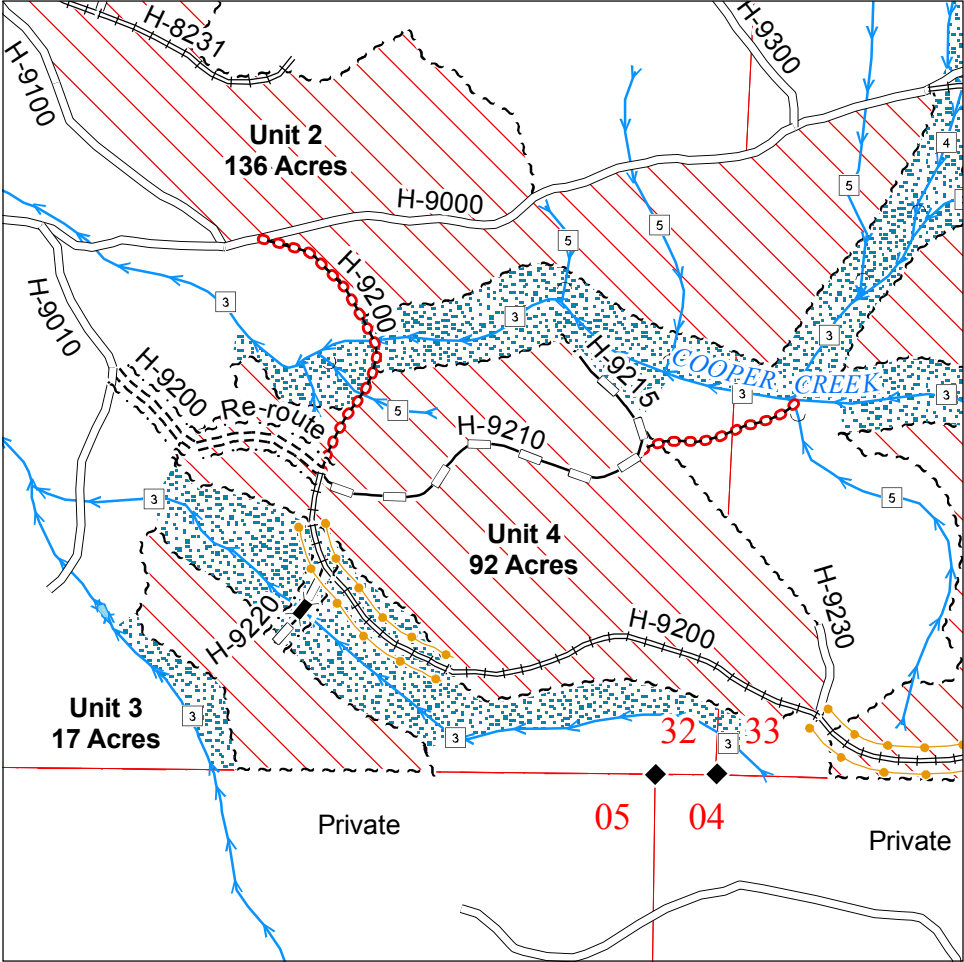 H-8231
H-9300
H-9100
Unit 2
136 Acres
4
5
H-9000
5
5
3
H-9200
3
3
H-9010
H-9200
Re-route
H-9215
COOPER CREEK
3
3
5
H-9210
3
5
Unit 4
92 Acres
H-9220
H-9230
H-9200
Unit 3
17 Acres
3
3
32
33
3
05
04
Private
Private